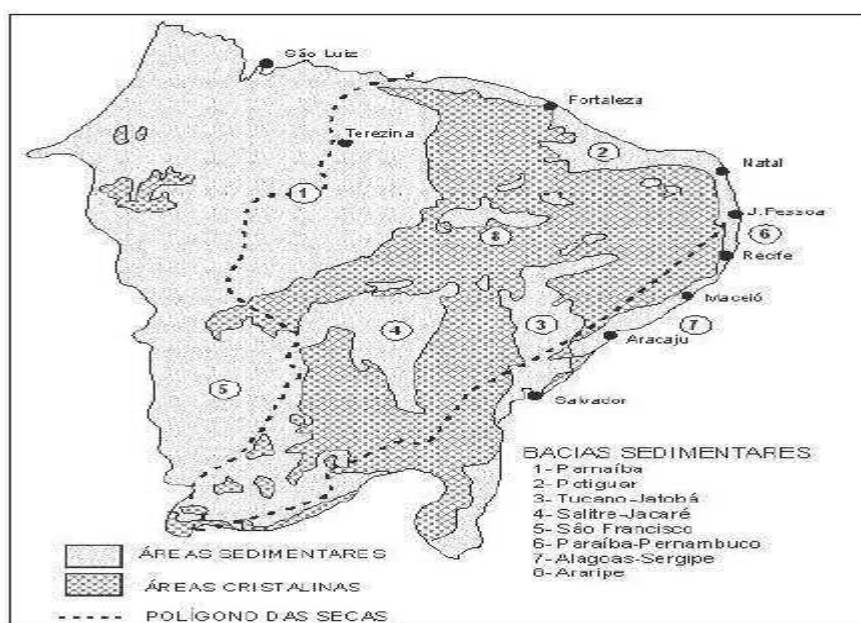 São Luiz
Fortaleza
Terezina
2
Natal
1
J.Pessoa
6
8
Recife
Maceió
4
3
7
Aracaju
5
Salvador
BACIAS SEDIMENTARES
1-Parnaíba
2-Potiguar
3-Tucano-Jatobá
4-Salitre-Jacaré
5-São Francisco
6-Paraíba-Pernambuco
7-Alagoas-Sergipe
8-Araripe
ÁREAS SEDIMENTARES
ÁREAS CRISTALINAS
POLÍGONO DAS SECAS